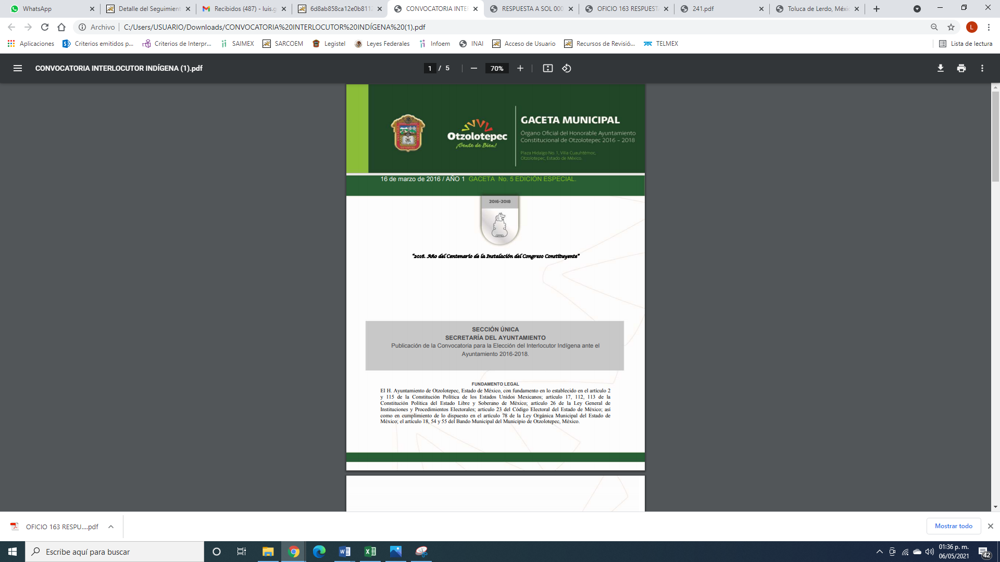 WhatsApp
Detalle del Seguimient
Recibidos (487) - luis.g
6d8ab858ca12e0b8112
CONVOCATORIA INTER
RESPUESTA A SOL 000
OFICIO 163 RESPUEST
241.pdf
Toluca de Lerdo, Méxi
Archivo
C:/Users/USUARIO/Downloads/CONVOCATORIA%20INTERLOCUTOR%20INDÍGENA%20(1).pdf
L
Aplicaciones
Criterios emitidos p...
Criterios de Interpr...
SAIMEX
SARCOEM
Legistel
Leyes Federales
Infoem
INAI
Acceso de Usuario
Recursos de Revisió...
TELMEX
Lista de lectura
CONVOCATORIA INTERLOCUTOR INDÍGENA (1).pdf
1 / 5
70%
Otzolotepec
¡Gente de Bien!
GACETA MUNICIPAL
Órgano Oficial del Honorable Ayuntamiento
Constitucional de Otzolotepec 2016 – 2018
Plaza Hidalgo No. 1, Villa Cuauhtémoc,
Otzolotepec, Estado de México.
16 de marzo de 2016 / AÑO 1 GACETA No. 5 EDICIÓN ESPECIAL.
2016-2018
"2016. Año del Centenario de la Instalación del Congreso Constituyente"
SECCIÓN ÚNICA
SECRETARÍA DEL AYUNTAMIENTO
Publicación de la Convocatoria para la Elección del Interlocutor Indígena ante el
Ayuntamiento 2016-2018.
FUNDAMENTO LEGAL
El H. Ayuntamiento de Otzolotepec, Estado de México, con fundamento en lo establecido en el artículo 2
y 115 de la Constitución Política de los Estados Unidos Mexicanos; artículo 17, 112, 113 de la
Constitución Política del Estado Libre y Soberano de México; artículo 26 de la Ley General de
Instituciones y Procedimientos Electorales; artículo 23 del Código Electoral del Estado de México; así
como en cumplimiento de lo dispuesto en el artículo 78 de la Ley Orgánica Municipal del Estado de
México; el artículo 18, 54 y 55 del Bando Municipal del Municipio de Otzolotepec, México.
OFICIO 163 RESPU....pdf
Mostrar todo
Escribe aquí para buscar
01:36 p. m.
06/05/2021
42